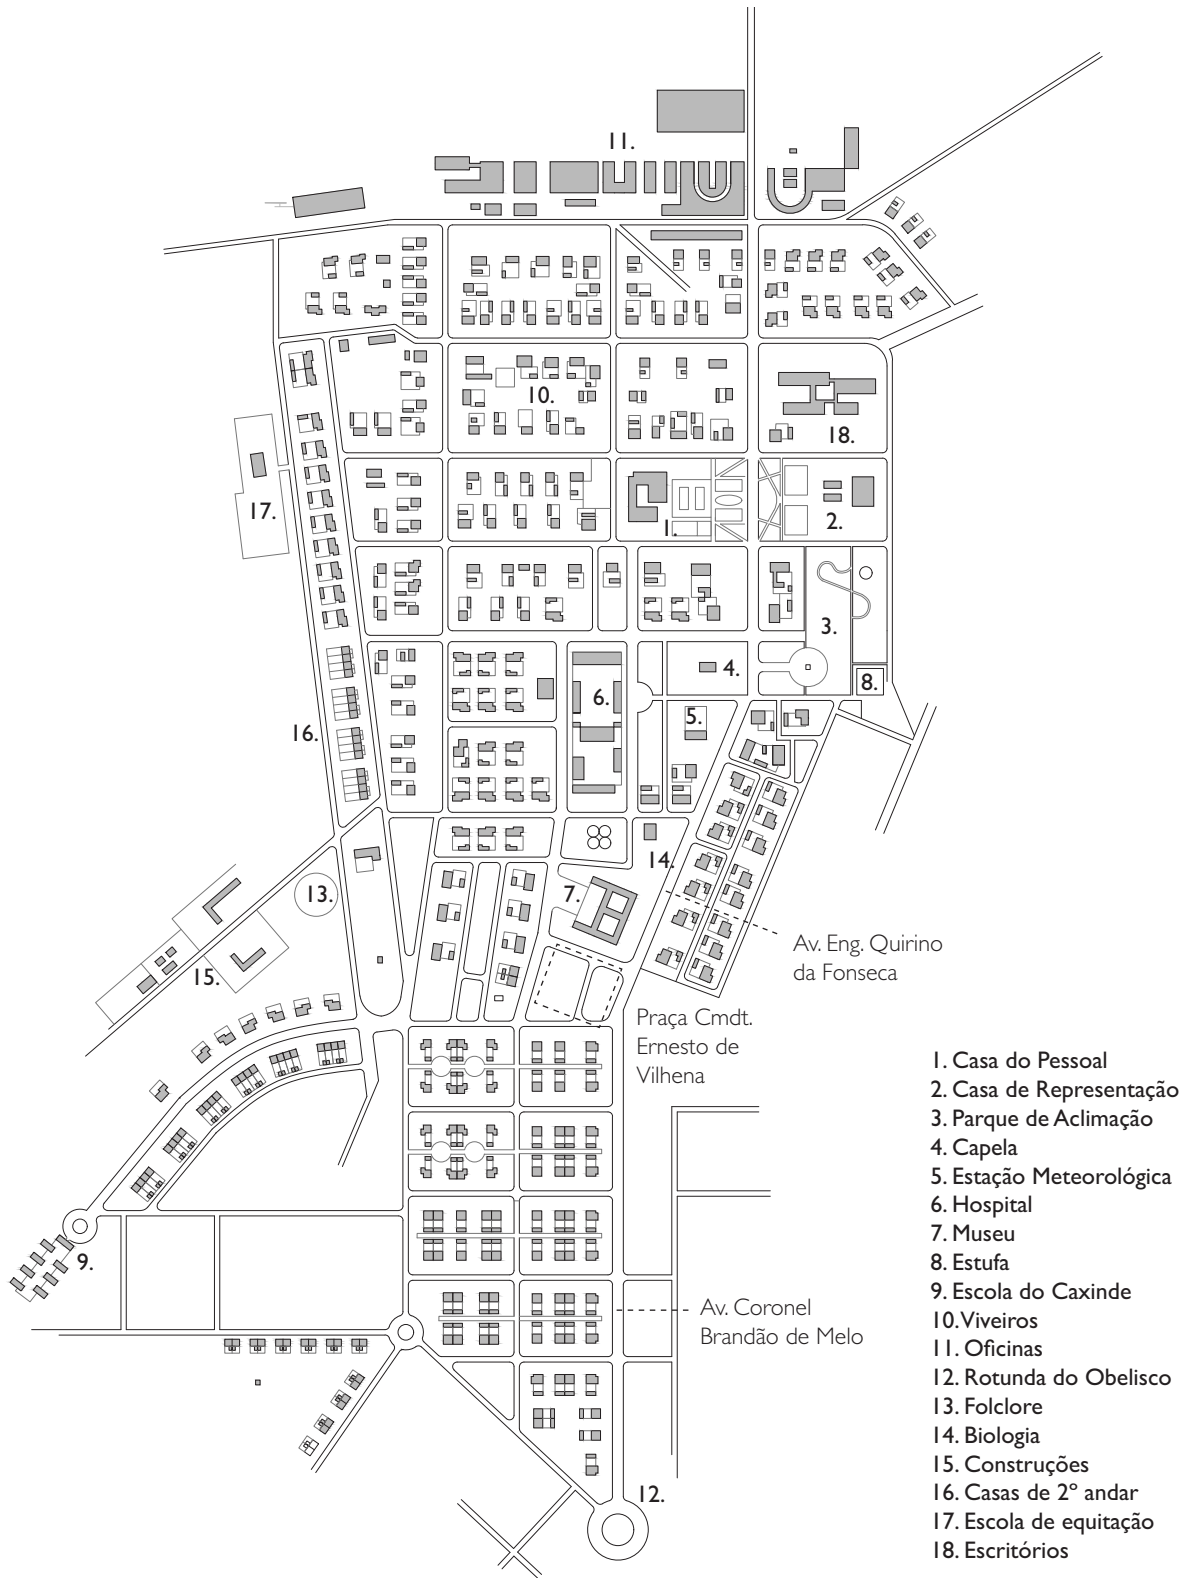 11.
10.
18.
17.
1.
2.
3.
4.
8.
6.
5.
16.
14.
13.
7.
Av. Eng. Quirino
da Fonseca
15.
Praça Cmdt.
Ernesto de
Vilhena
9.
Av. Coronel
Brandão de Melo
12.
1. Casa do Pessoal
2. Casa de Representação
3. Parque de Aclimação
4. Capela
5. Estação Meteorológica
6. Hospital
7. Museu
8. Estufa
9. Escola do Caxinde
10. Viveiros
11. Oficinas
12. Rotunda do Obelisco
13. Folclore
14. Biologia
15. Construções
16. Casas de 2º andar
17. Escola de equitação
18. Escritórios